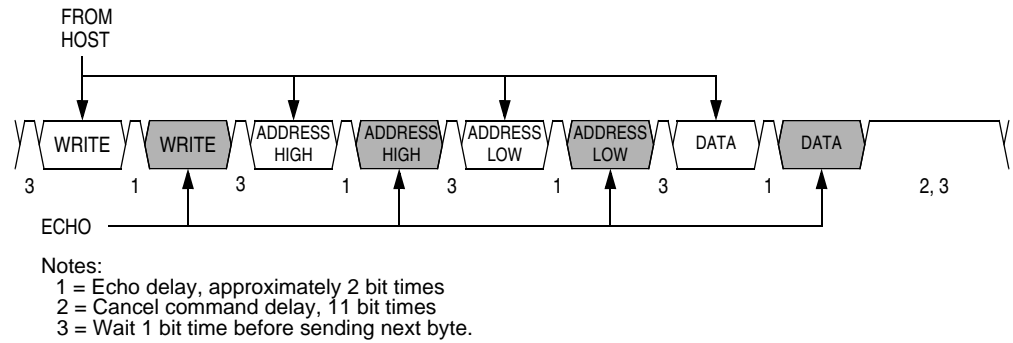 FROM
HOST
WRITE WRITE ADDRESS HIGH ADDRESS HIGH ADDRESS LOW ADDRESS LOW DATA DATA
3 1 3 1 3 1 3 1 2, 3
ECHO
Notes:
1 = Echo delay, approximately 2 bit times
2 = Cancel command delay, 11 bit times
3 = Wait 1 bit time before sending next byte.